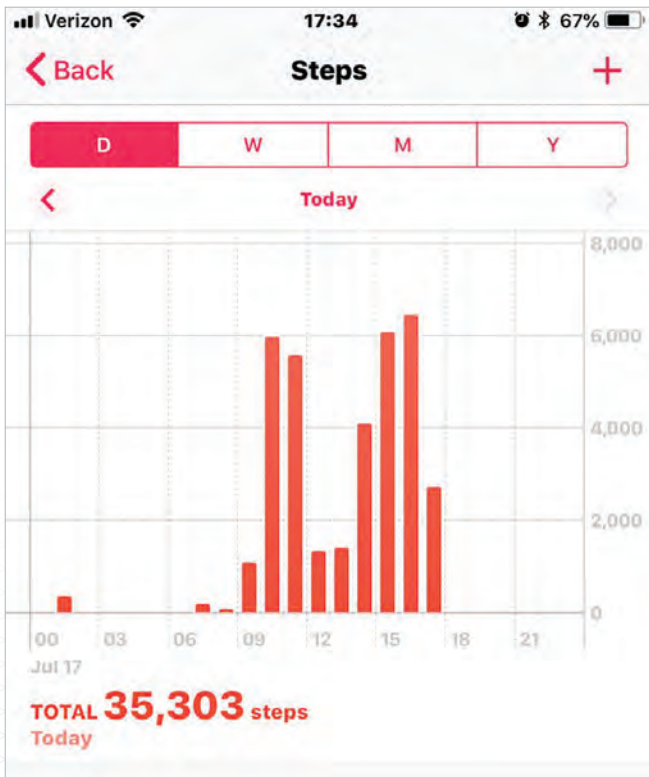 Verizon 17:34 67%
Back Steps +
D W M Y
Today
8,000
6,000
4,000
2,000
0
00 03 06 09 12 15 18 21
Jul 17
TOTAL 35,303 steps
Today